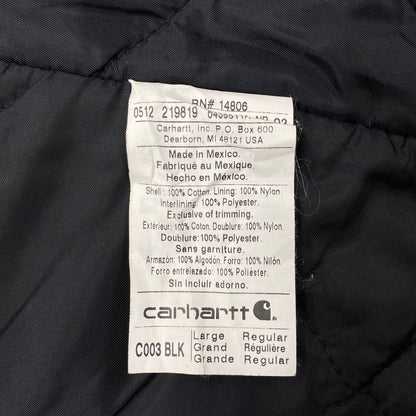 RN# 14806
0512 219819
Carhartt, Inc. P.O. Box 600
Dearborn, MI 48121 USA
Made in Mexico.
Fabriqué au Mexique.
Hecho en México.
Shell: 100% Cotton. Lining: 100% Nylon.
Interlining: 100% Polyester.
Exclusive of trimming.
Extérieur: 100% Coton. Doublure: 100% Nylon.
Doublure: 100% Polyester.
Sans garniture.
Armazón: 100% Algodón. Forro: 100% Nilón.
Forro entretelado: 100% Poliester.
Sin incluir adorno.
carhartt
C003 BLK
Large Regular
Grand Régulière
Grande Regular